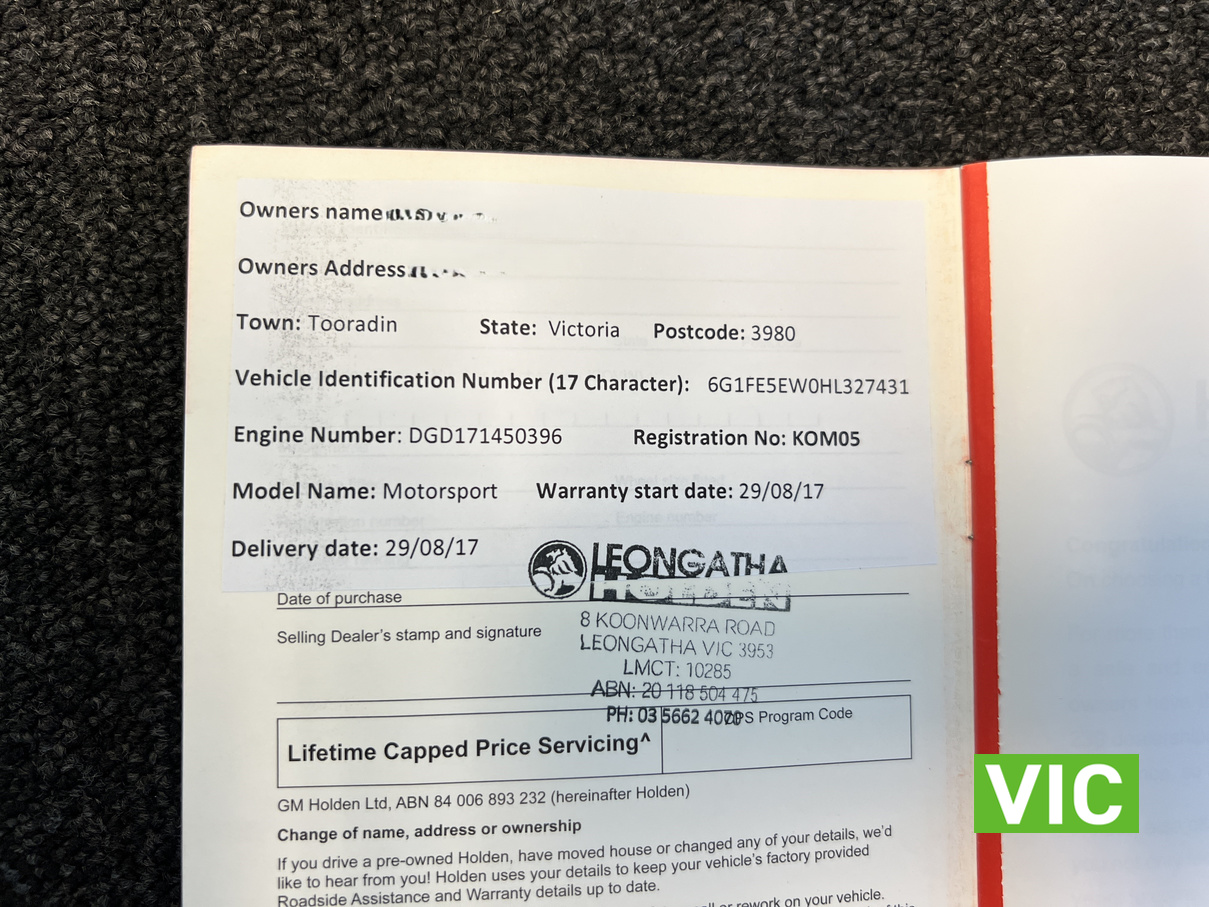 Owners name
Owners Address
Town: Tooradin State: Victoria Postcode: 3980
Vehicle Identification Number (17 Character): 6G1FE5EW0HL327431
Engine Number: DGD171450396 Registration No: KOM05
Model Name: Motorsport Warranty start date: 29/08/17
Delivery date: 29/08/17
LEONGATHA
HOLDEN
Date of purchase
8 KOONWARRA ROAD
Selling Dealer's stamp and signature
LEONGATHA VIC 3953
LMCT: 10285
ABN: 20 118 504 475
PH: 03 5662 Program Code
Lifetime Capped Price Servicing^
GM Holden Ltd, ABN 84 006 893 232 (hereinafter Holden)
Change of name, address or ownership
If you drive a pre-owned Holden, have moved house or changed any of your details, we'd
like to hear from you! Holden uses your details to keep your vehicle's factory provided
Roadside Assistance and Warranty details up to date.
or rework on your vehicle.
VIC